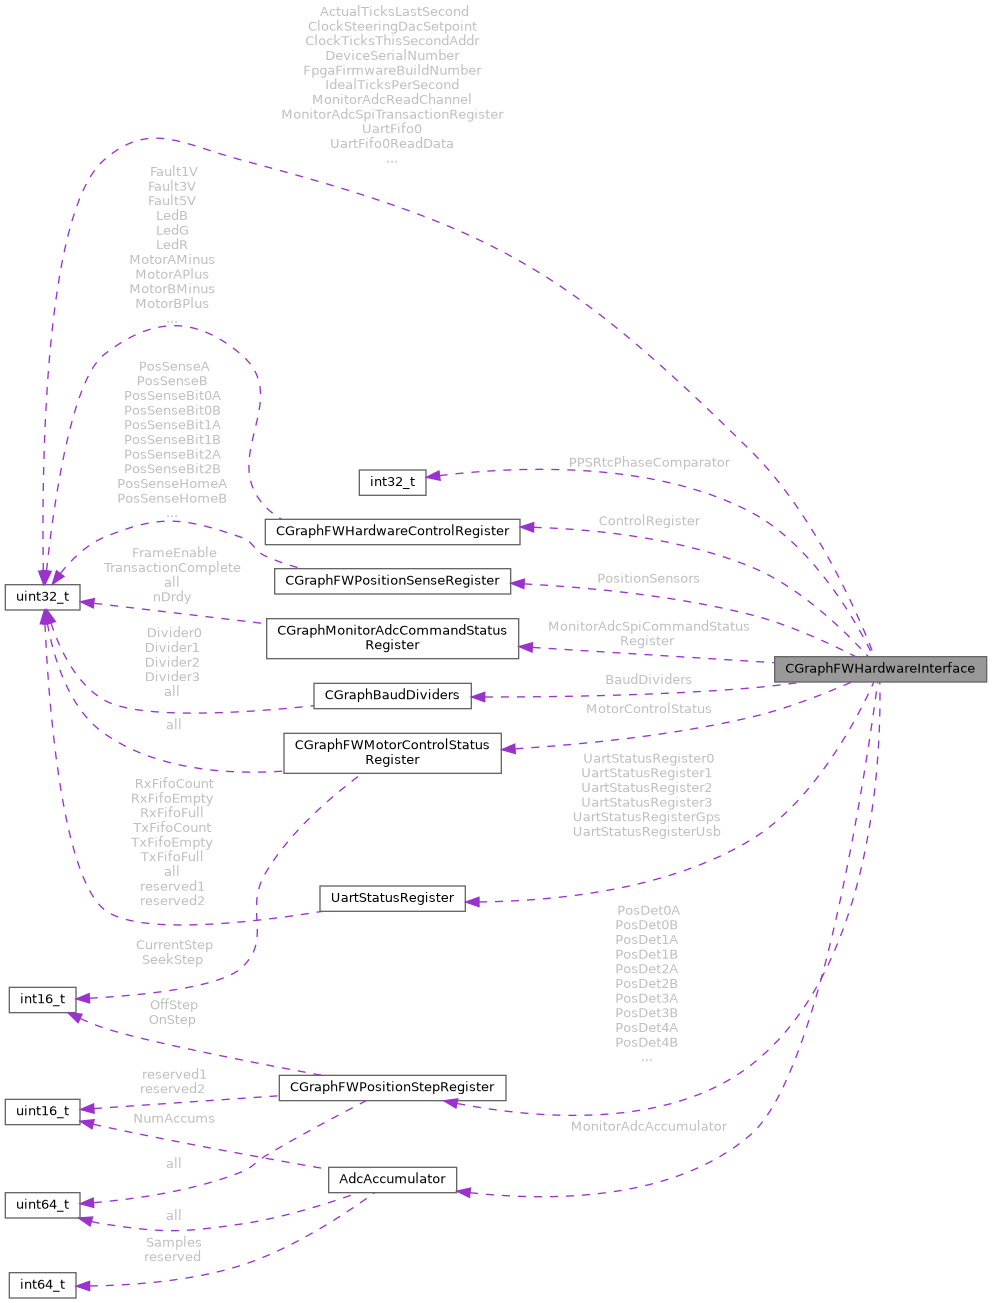 ActualTicksLastSecond
ClockSteeringDacSetpoint
ClockTicksThisSecondAddr
DeviceSerialNumber
FpgaFirmwareBuildNumber
IdealTicksPerSecond
MonitorAdcReadChannel
MonitorAdcSpiTransactionRegister
UartFifo0
UartFifo0ReadData
...
Fault1V
Fault3V
Fault5V
LedB
LedG
LedR
MotorAMinus
MotorAPlus
MotorBMinus
MotorBPlus
...
PosSenseA
PosSenseB
PosSenseBit0A
PosSenseBit0B
PosSenseBit1A
PosSenseBit1B
PosSenseBit2A
PosSenseBit2B
PosSenseHomeA
PosSenseHomeB
...
PPSRtcPhaseComparator
int32_t
ControlRegister
CGraphFWHardwareControlRegister
FrameEnable
TransactionComplete
all
nDrdy
PositionSensors
CGraphFWPositionSenseRegister
uint32_t
MonitorAdcSpiCommandStatus
Register
CGraphMonitorAdcCommandStatus
Register
CGraphFWHardwareInterface
Divider0
Divider1
Divider2
Divider3
all
BaudDividers
CGraphBaudDividers
MotorControlStatus
all
CGraphFWMotorControlStatus
Register
UartStatusRegister0
UartStatusRegister1
UartStatusRegister2
UartStatusRegister3
UartStatusRegisterGps
UartStatusRegisterUsb
RxFifoCount
RxFifoEmpty
RxFifoFull
TxFifoCount
TxFifoEmpty
TxFifoFull
all
reserved1
reserved2
UartStatusRegister
PosDet0A
PosDet0B
PosDet1A
PosDet1B
PosDet2A
PosDet2B
PosDet3A
PosDet3B
PosDet4A
PosDet4B
...
CurrentStep
SeekStep
int16_t
OffStep
OnStep
reserved1
reserved2
CGraphFWPositionStepRegister
uint16_t
NumAccums
MonitorAdcAccumulator
all
AdcAccumulator
uint64_t
all
Samples
reserved
int64_t